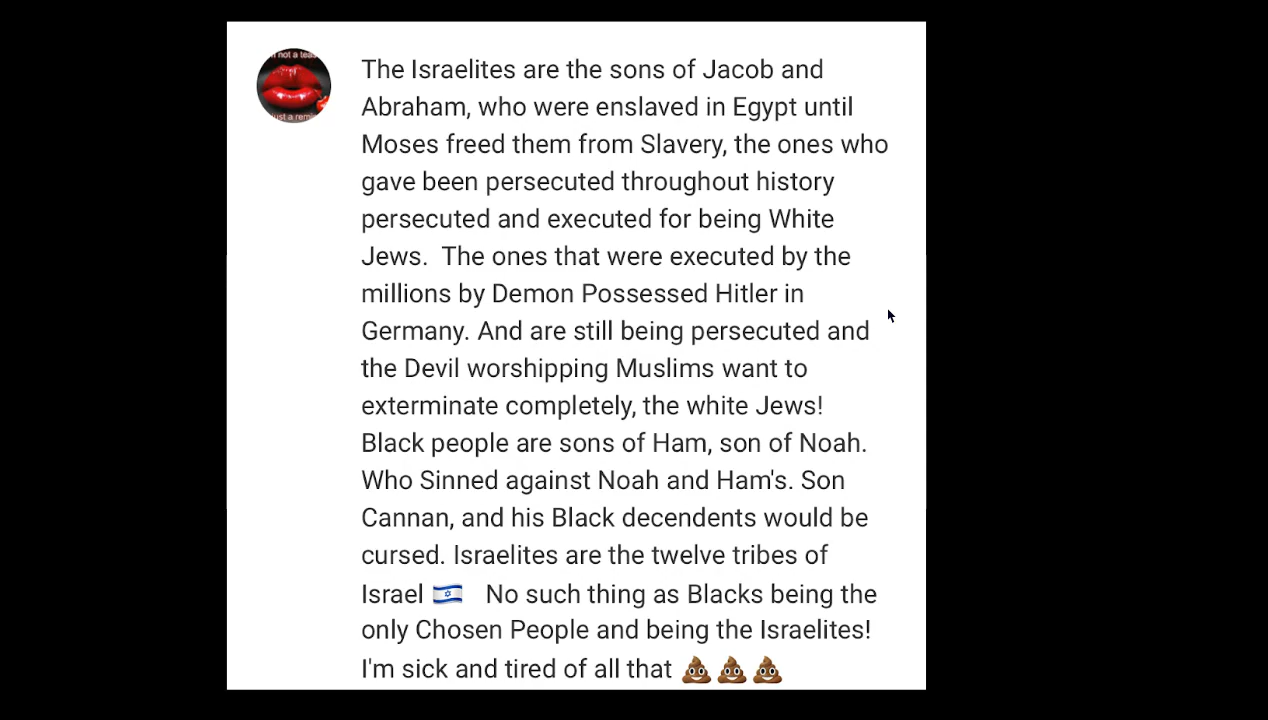 n not a teas
just a remin
The Israelites are the sons of Jacob and
Abraham, who were enslaved in Egypt until
Moses freed them from Slavery, the ones who
gave been persecuted throughout history
persecuted and executed for being White
Jews.  The ones that were executed by the
millions by Demon Possessed Hitler in
Germany. And are still being persecuted and
the Devil worshipping Muslims want to
exterminate completely, the white Jews!
Black people are sons of Ham, son of Noah.
Who Sinned against Noah and Ham's. Son
Cannan, and his Black decendents would be
cursed. Israelites are the twelve tribes of
Israel 🇮🇱   No such thing as Blacks being the
only Chosen People and being the Israelites!
I'm sick and tired of all that 💩💩💩